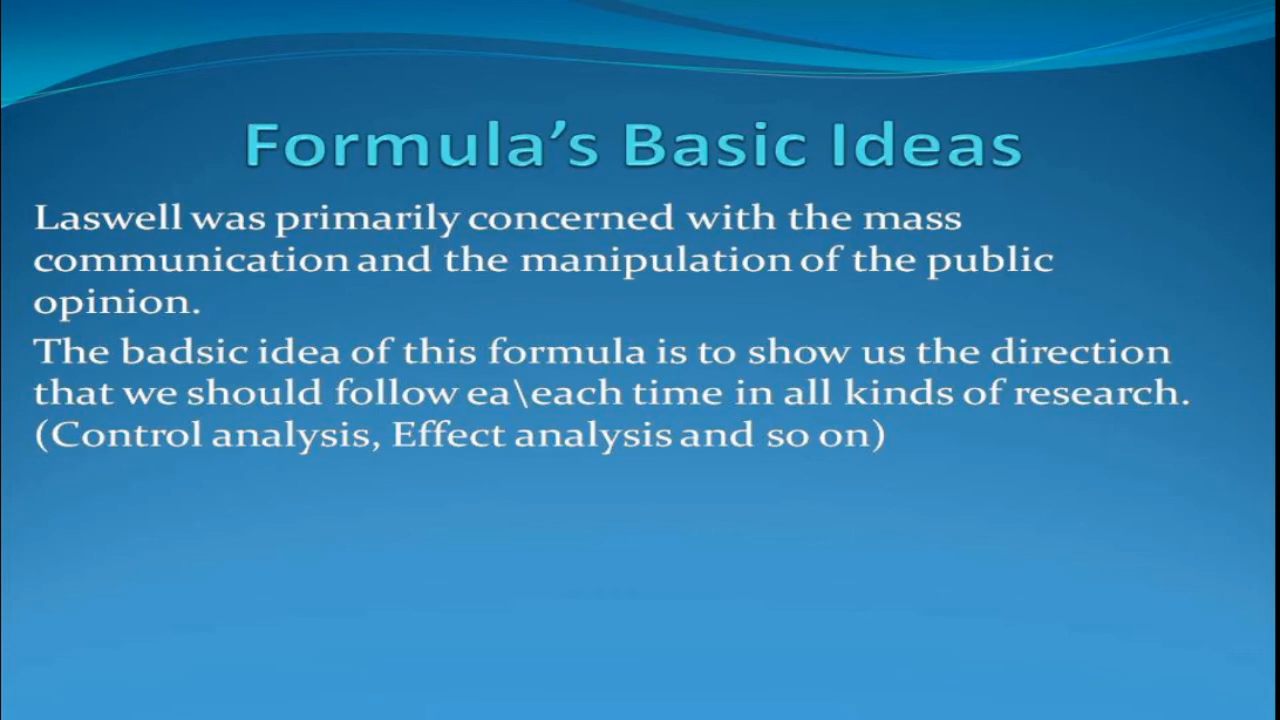 Formula’s Basic Ideas
Laswell was primarily concerned with the mass
communication and the manipulation of the public
opinion.
The badsic idea of this formula is to show us the direction
that we should follow ea\each time in all kinds of research.
(Control analysis, Effect analysis and so on)